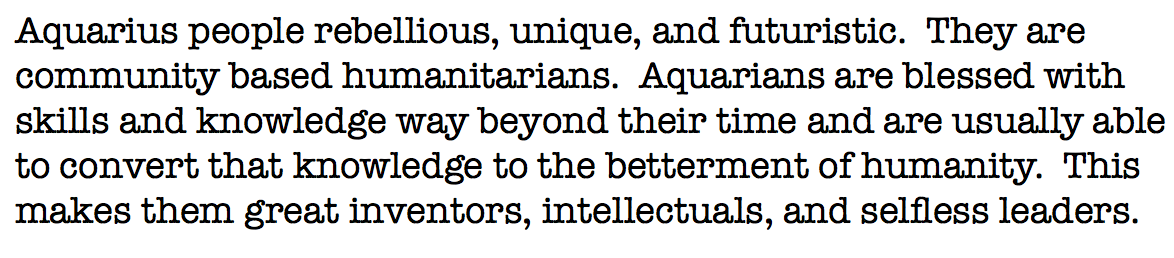 Aquarius people rebellious, unique, and futuristic.  They are
community based humanitarians.  Aquarians are blessed with
skills and knowledge way beyond their time and are usually able
to convert that knowledge to the betterment of humanity.  This
makes them great inventors, intellectuals, and selfless leaders.